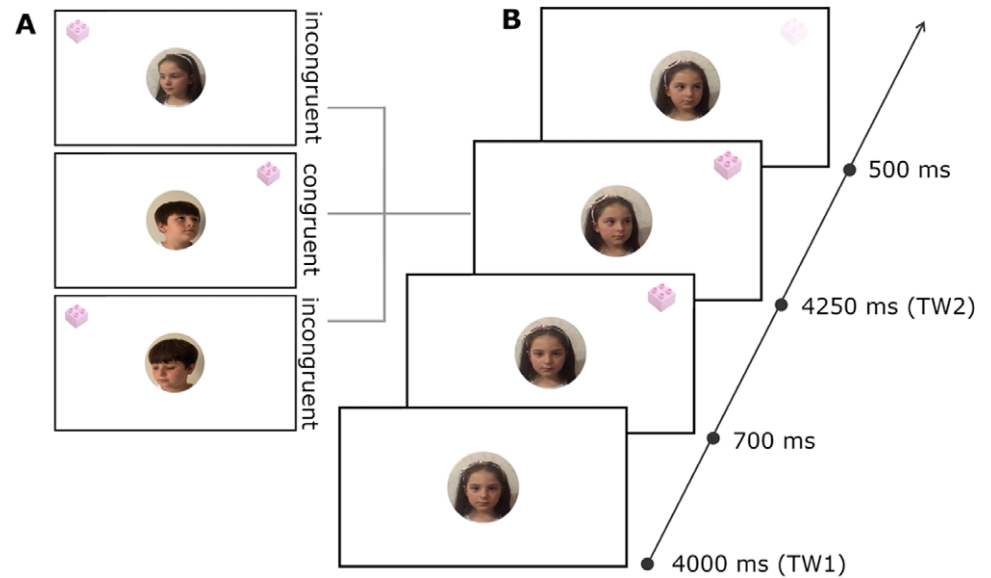 A
incongruent
congruent
incongruent
B
500 ms
4250 ms (TW2)
700 ms
4000 ms (TW1)